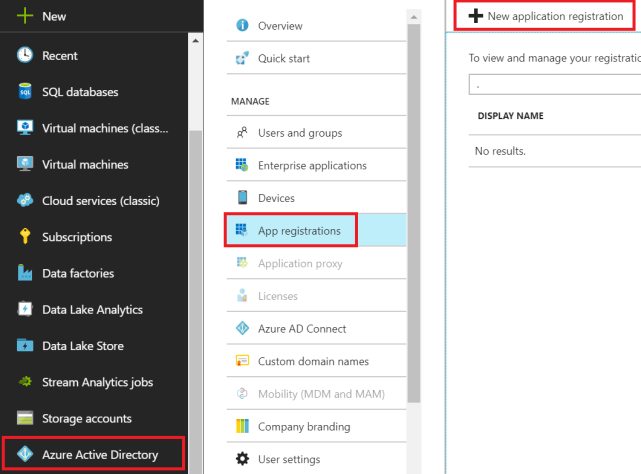 New
Recent
SQL databases
Virtual machines (class...
Virtual machines
Cloud services (classic)
Subscriptions
Data factories
Data Lake Analytics
Data Lake Store
Stream Analytics jobs
Storage accounts
Azure Active Directory
Overview
Quick start
MANAGE
Users and groups
Enterprise applications
Devices
App registrations
Application proxy
Licenses
Azure AD Connect
Custom domain names
Mobility (MDM and MAM)
Company branding
User settings
New application registration
To view and manage your registratio
.
DISPLAY NAME
No results.